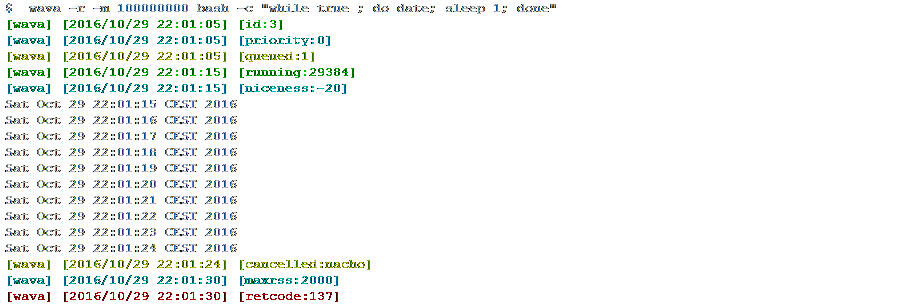 $  wava -r -m 100000000 bash -c "while true ; do date; sleep 1; done"
[wava] [2016/10/29 22:01:05] [id:3]
[wava] [2016/10/29 22:01:05] [priority:0]
[wava] [2016/10/29 22:01:05] [queued:1]
[wava] [2016/10/29 22:01:15] [running:29384]
[wava] [2016/10/29 22:01:15] [niceness:-20]
Sat Oct 29 22:01:15 CEST 2016
Sat Oct 29 22:01:16 CEST 2016
Sat Oct 29 22:01:17 CEST 2016
Sat Oct 29 22:01:18 CEST 2016
Sat Oct 29 22:01:19 CEST 2016
Sat Oct 29 22:01:20 CEST 2016
Sat Oct 29 22:01:21 CEST 2016
Sat Oct 29 22:01:22 CEST 2016
Sat Oct 29 22:01:23 CEST 2016
Sat Oct 29 22:01:24 CEST 2016
[wava] [2016/10/29 22:01:24] [cancelled:nacho]
[wava] [2016/10/29 22:01:30] [maxrss:2000]
[wava] [2016/10/29 22:01:30] [retcode:137]